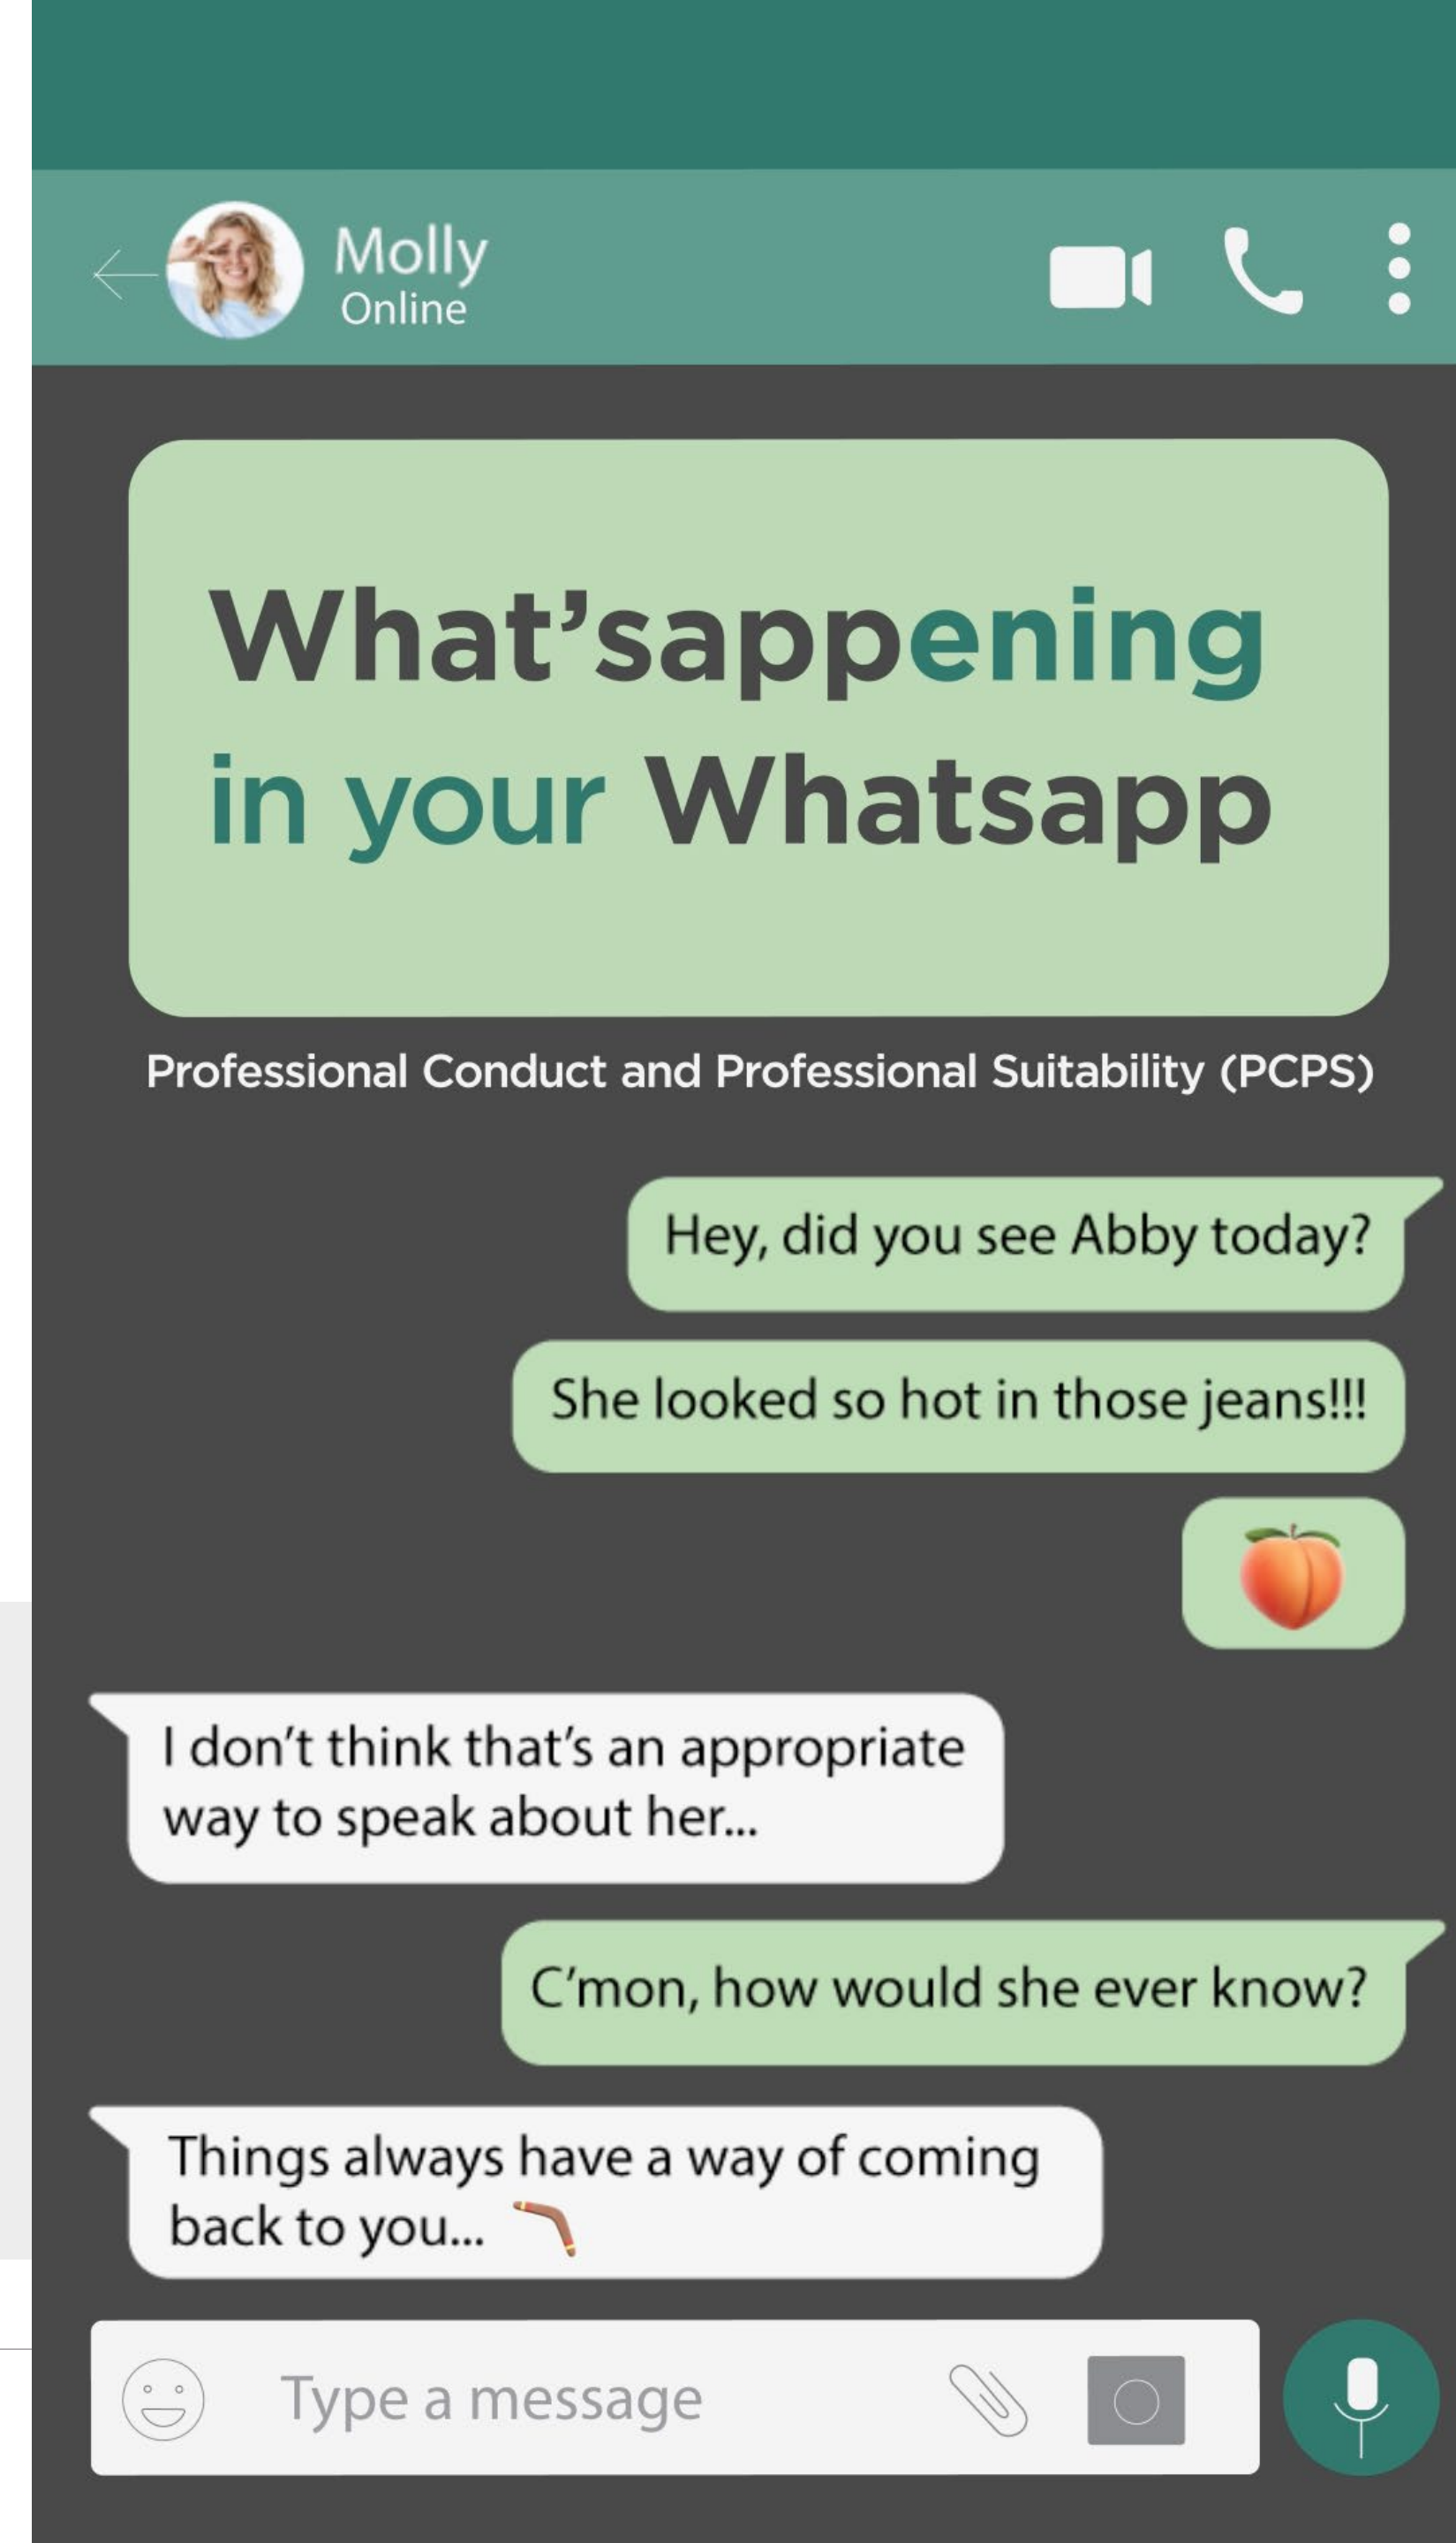 Molly
Online
What’sappening
in your Whatsapp
Professional Conduct and Professional Suitability (PCPS)
Hey, did you see Abby today?
She looked so hot in those jeans!!!
🍑
I don’t think that’s an appropriate
way to speak about her...
C’mon, how would she ever know?
Things always have a way of coming
back to you... 🪃
Type a message